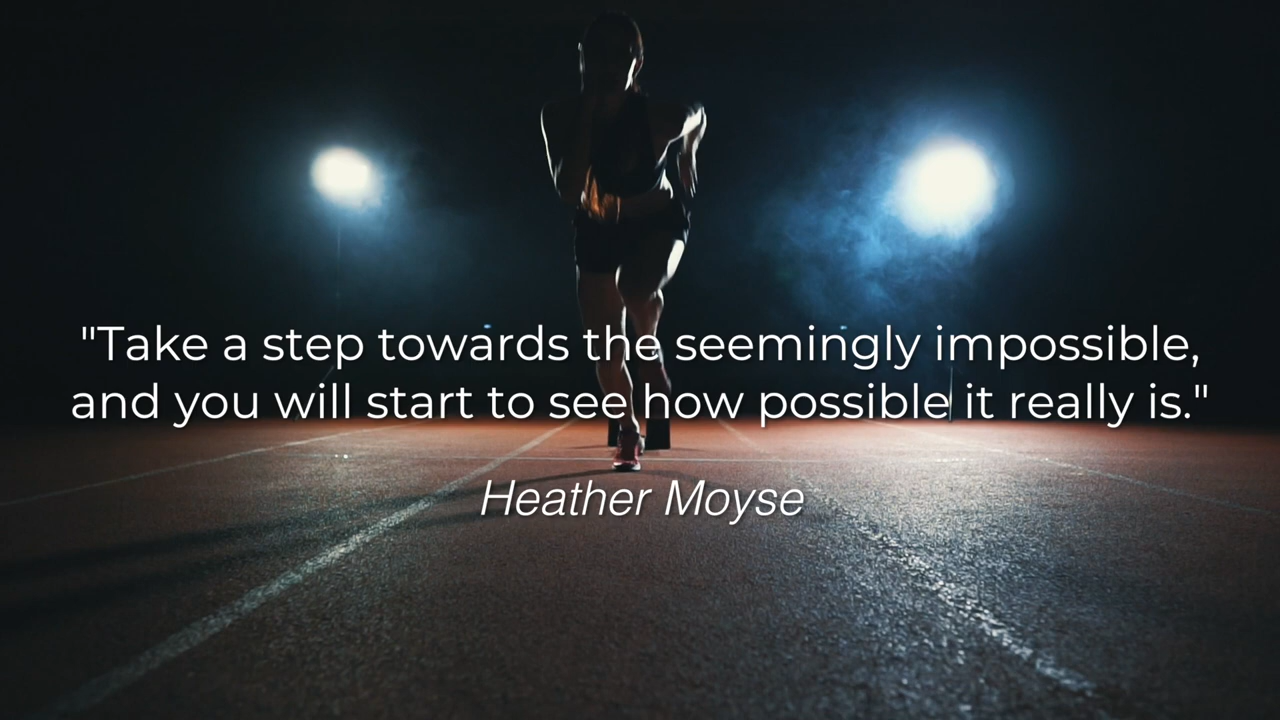 "Take a step towards the seemingly impossible,
and you will start to see how possible it really is."
Heather Moyse